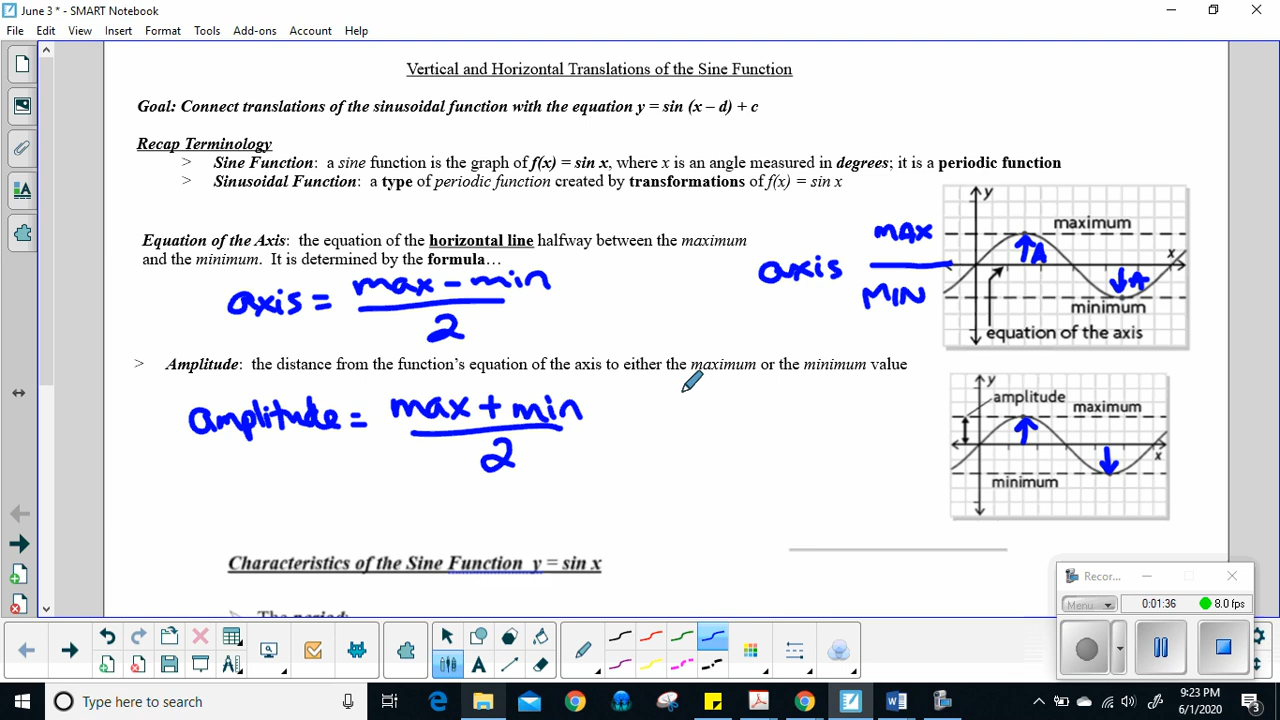 June 3 * - SMART Notebook
File Edit View Insert Format Tools Add-ons Account Help
Vertical and Horizontal Translations of the Sine Function
Goal: Connect translations of the sinusoidal function with the equation y = sin (x – d) + c
Recap Terminology
> Sine Function: a sine function is the graph of f(x) = sin x, where x is an angle measured in degrees; it is a periodic function
> Sinusoidal Function: a type of periodic function created by transformations of f(x) = sin x
Equation of the Axis: the equation of the horizontal line halfway between the maximum
and the minimum. It is determined by the formula…
axis = max - min
2
axis MAX
MIN
y
maximum
A
x
A
minimum
equation of the axis
> Amplitude: the distance from the function's equation of the axis to either the maximum or the minimum value
amplitude = max + min
2
y
amplitude
maximum
x
minimum
Characteristics of the Sine Function y = sin x
> The period:
Recor...
Menu 0:01:36 8.0 fps
Type here to search
9:23 PM
6/1/2020
3